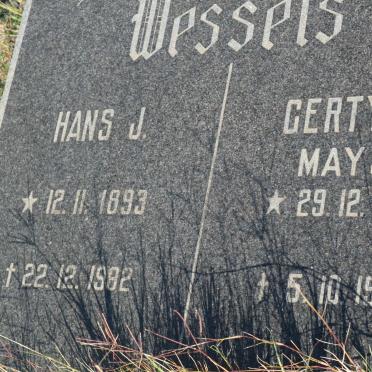 Wessels
HANS J.
★ 12.11.1893
† 22.12.1982
GERTY
MAY
★ 29.12.
† 5.10.19